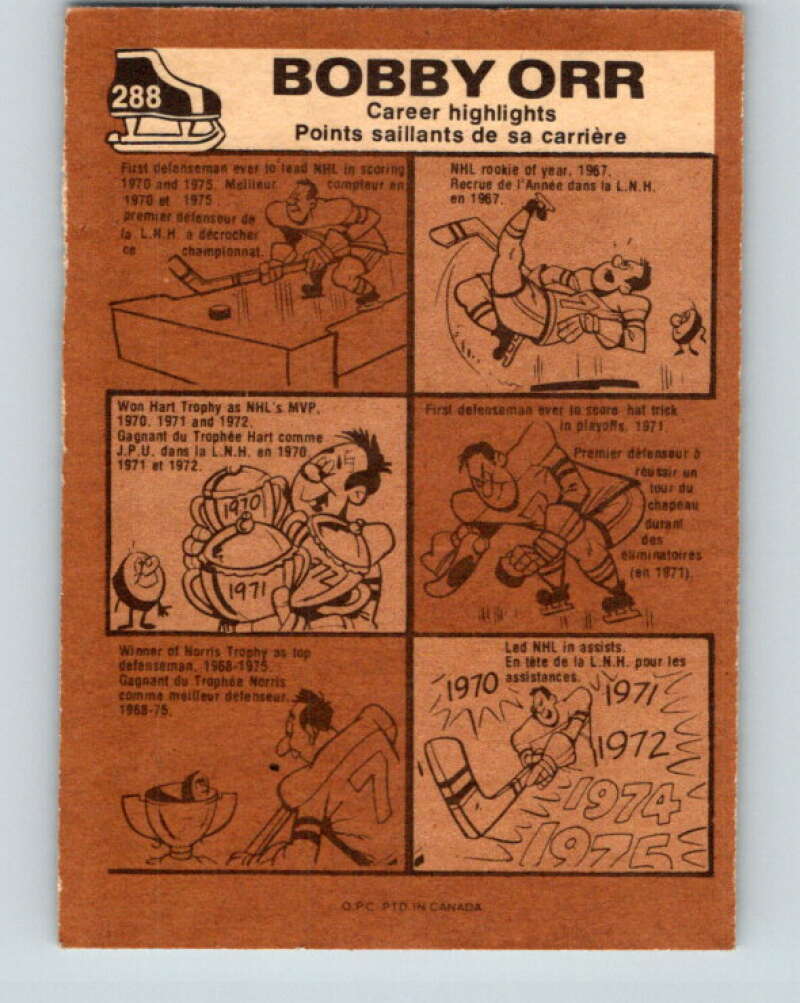 288
BOBBY ORR
Career highlights
Points saillants de sa carrière
First defenseman ever to lead NHL in scoring
1970 and 1975. Meilleur compteur en
1970 et 1975
premier défenseur de
la L.N.H. a décrocher
ce championnat.
NHL rookie of year, 1967.
Recrue de l'Année dans la L.N.H.
en 1967.
7
Won Hart Trophy as NHL's MVP,
1970, 1971 and 1972.
Gagnant du Trophée Hart comme
J.P.U. dans la L.N.H. en 1970,
1971 et 1972.
1970
1971
72
First defenseman ever to score hat trick
in playoffs, 1971.
Premier défenseur à
réussir un
tour du
chapeau
durant
des
éliminatoires
(en 1971).
Winner of Norris Trophy as top
defenseman, 1968-1975.
Gagnant du Trophée Norris
comme meilleur défenseur,
1968-75.
7
Led NHL in assists.
En tête de la L.N.H. pour les
assistances.
1970
1971
1972
1974
1975
O.P.C. PTD. IN CANADA